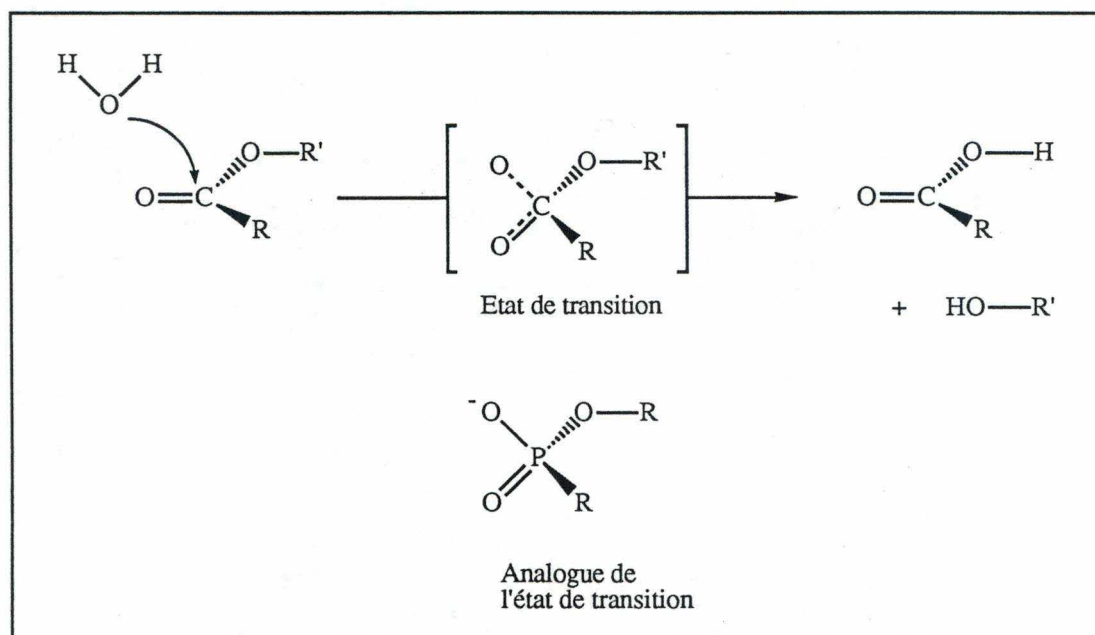 H H
O
O—R'
O=C
R
O
O—R'
C
O
R
O—H
O=C
R
Etat de transition
+ HO—R'
-O
O—R
P
O
R
Analogue de
l'état de transition